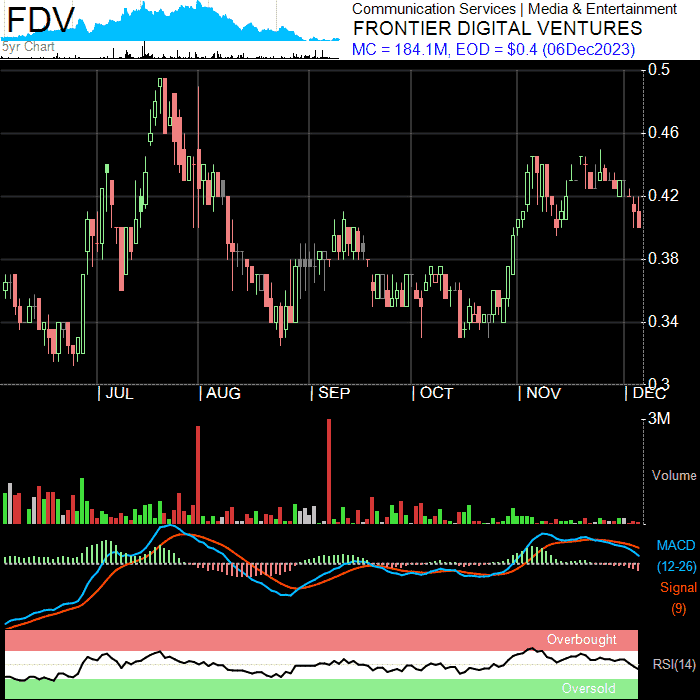 FDV
5yr Chart
Communication Services | Media & Entertainment
FRONTIER DIGITAL VENTURES
MC = 184.1M, EOD = $0.4 (06Dec2023)
0.5
0.46
0.42
0.38
0.34
0.3
| JUL | AUG | SEP | OCT | NOV | DEC
3M
Volume
MACD
(12-26)
Signal
(9)
Overbought
RSI(14)
Oversold